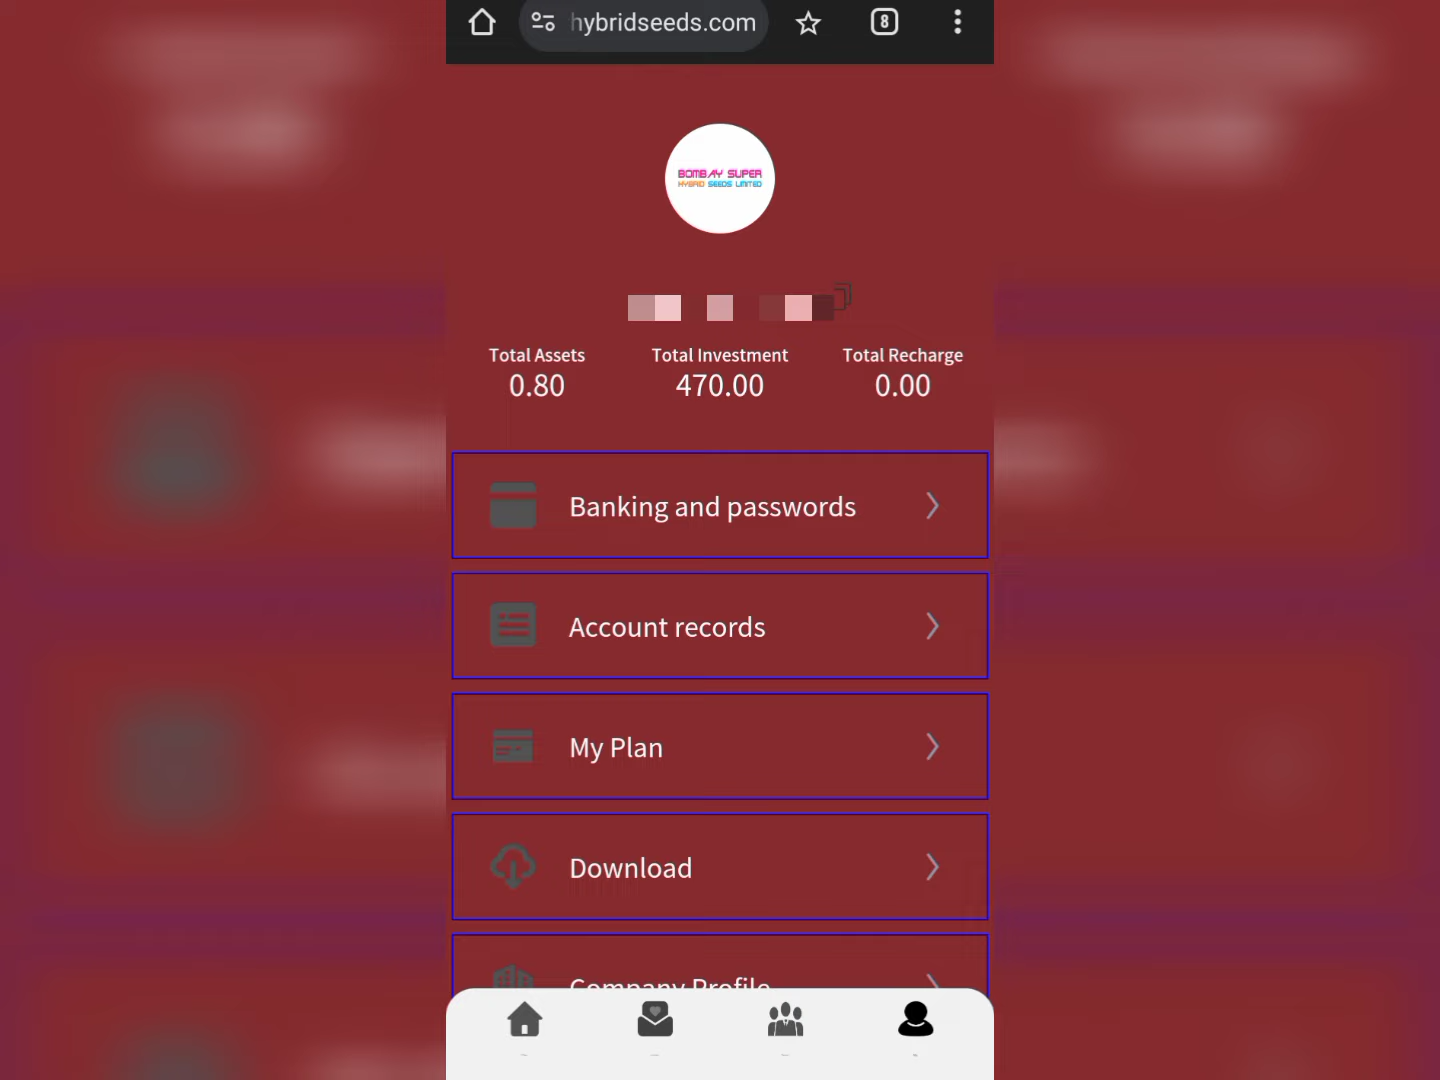 hybridseeds.com
8
BOMBAY SUPER
HYBRID SEEDS LIMITED
Total Assets Total Investment Total Recharge
0.80 470.00 0.00
Banking and passwords
Account records
My Plan
Download
Company Profile